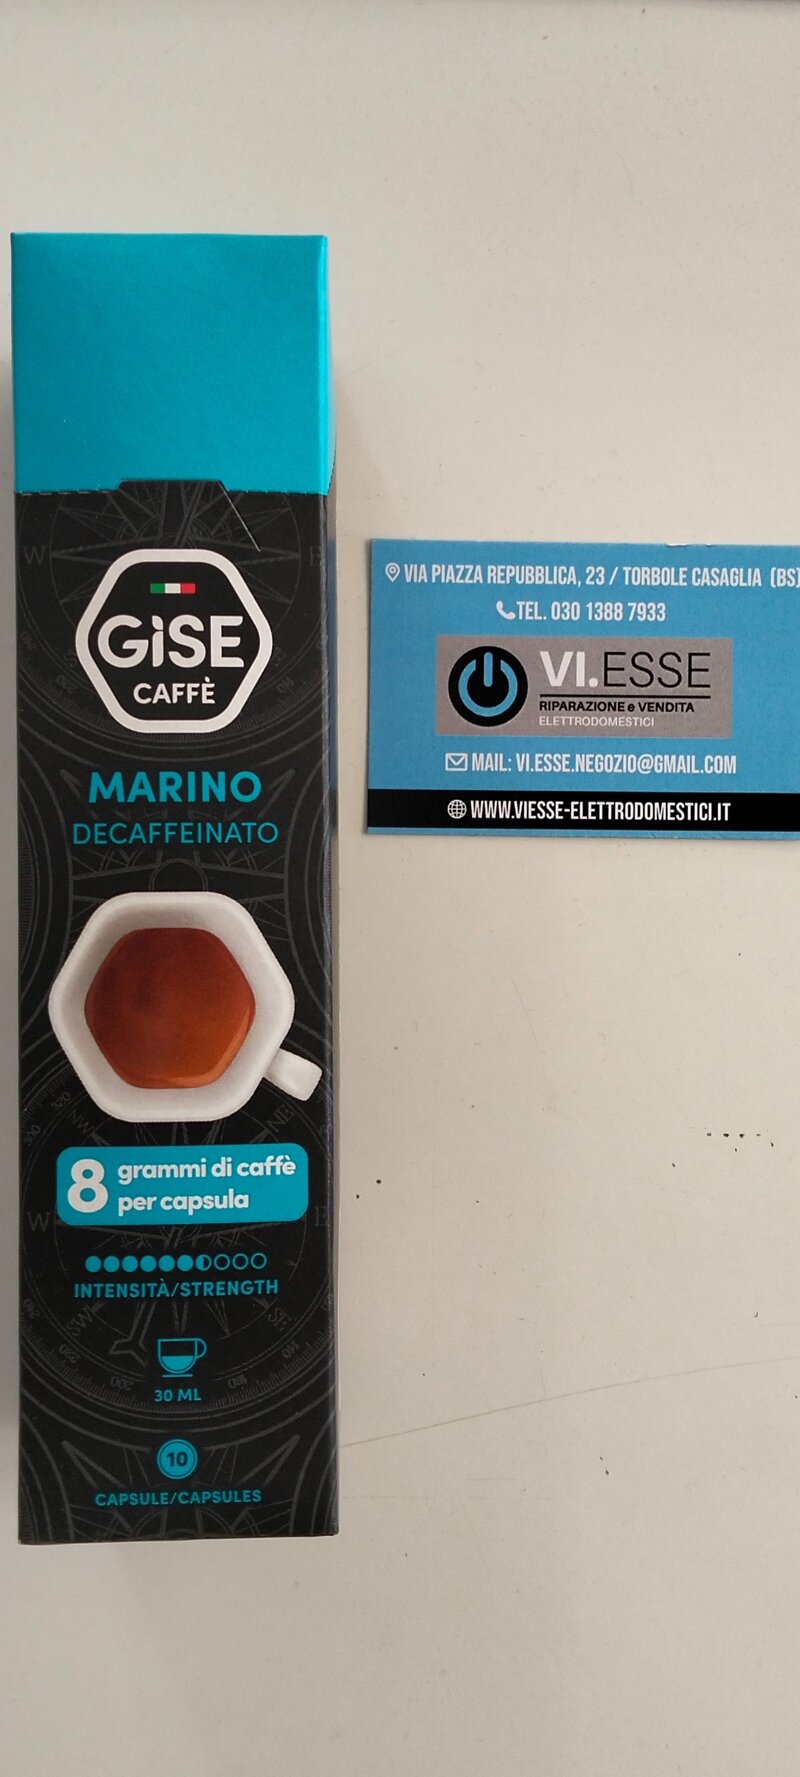 GISE
CAFFÈ
MARINO
DECAFFEINATO
8 grammi di caffè
per capsula
INTENSITÀ/STRENGTH
30 ML
10
CAPSULE/CAPSULES
VIA PIAZZA REPUBBLICA, 23 / TORBOLE CASAGLIA (BS)
TEL. 030 1388 7933
VI.ESSE
RIPARAZIONE e VENDITA
ELETTRODOMESTICI
MAIL: VI.ESSE.NEGOZIO@GMAIL.COM
WWW.VIESSE-ELETTRODOMESTICI.IT